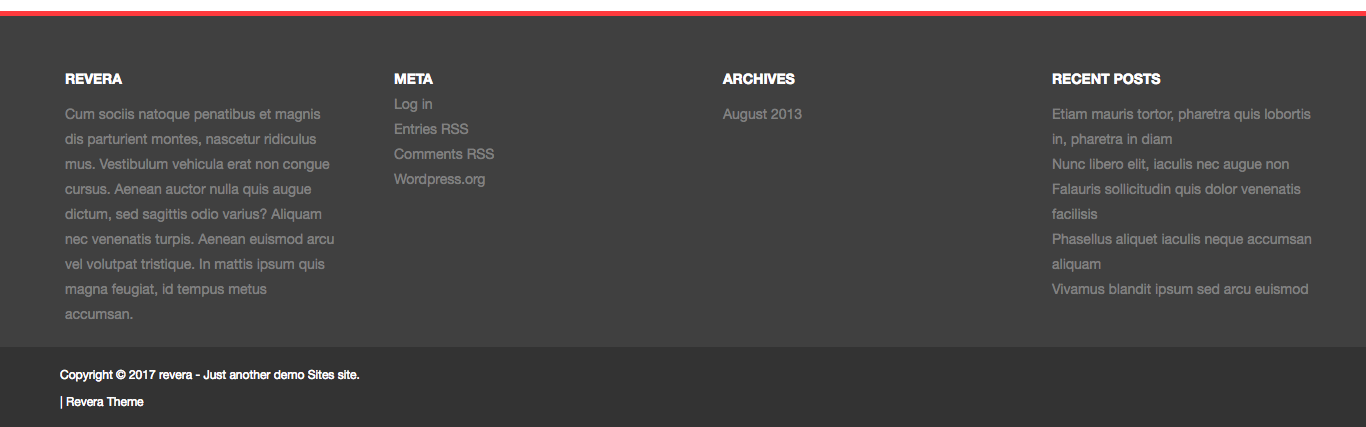 REVERA
Cum sociis natoque penatibus et magnis
dis parturient montes, nascetur ridiculus
mus. Vestibulum vehicula erat non congue
cursus. Aenean auctor nulla quis augue
dictum, sed sagittis odio varius? Aliquam
nec venenatis turpis. Aenean euismod arcu
vel volutpat tristique. In mattis ipsum quis
magna feugiat, id tempus metus
accumsan.
META
Log in
Entries RSS
Comments RSS
Wordpress.org
ARCHIVES
August 2013
RECENT POSTS
Etiam mauris tortor, pharetra quis lobortis
in, pharetra in diam
Nunc libero elit, iaculis nec augue non
Falauris sollicitudin quis dolor venenatis
facilisis
Phasellus aliquet iaculis neque accumsan
aliquam
Vivamus blandit ipsum sed arcu euismod
Copyright © 2017 revera - Just another demo Sites site.
| Revera Theme